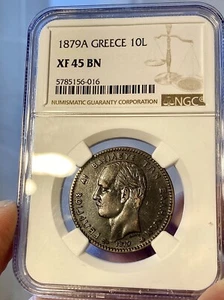 1879A GREECE 10L
XF 45 BN
5785156-016
NUMISMATIC GUARANTY CORPORATION
NGC